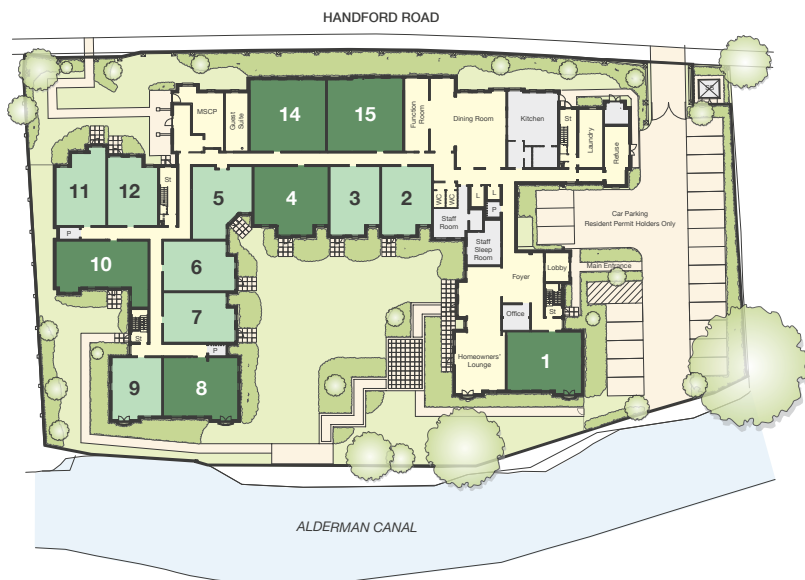 HANDFORD ROAD
MSCP
Guest
Suite
14
15
Function
Room
Dining Room
Kitchen
St
Laundry
Refuse
11
12
St
5
4
3
2
WC
WC
L
L
P
Staff
Room
Staff
Sleep
Room
Car Parking
Resident Permit Holders Only
P
10
6
Foyer
Lobby
Main Entrance
7
Office
St
St
P
Homeowners'
Lounge
1
9
8
ALDERMAN CANAL